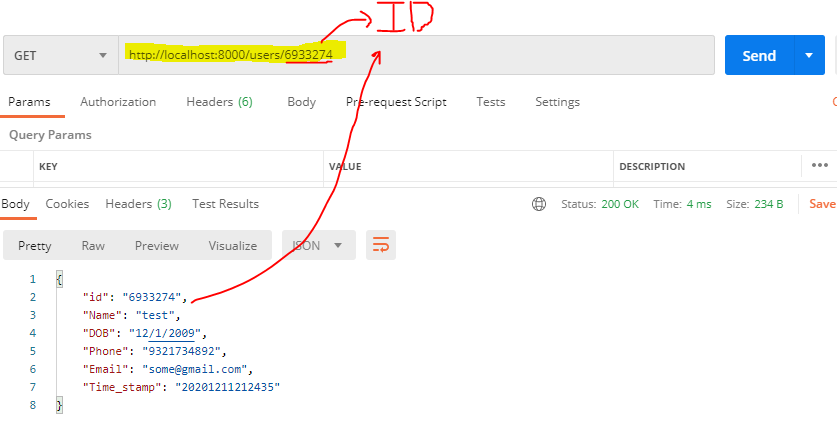 ID
GET http://localhost:8000/users/6933274 Send
Params Authorization Headers (6) Body Pre-request Script Tests Settings
Query Params
KEY VALUE DESCRIPTION
Body Cookies Headers (3) Test Results Status: 200 OK Time: 4 ms Size: 234 B Save
Pretty Raw Preview Visualize JSON
1 {
2 "id": "6933274",
3 "Name": "test",
4 "DOB": "12/1/2009",
5 "Phone": "9321734892",
6 "Email": "some@gmail.com",
7 "Time_stamp": "20201211212435"
8 }